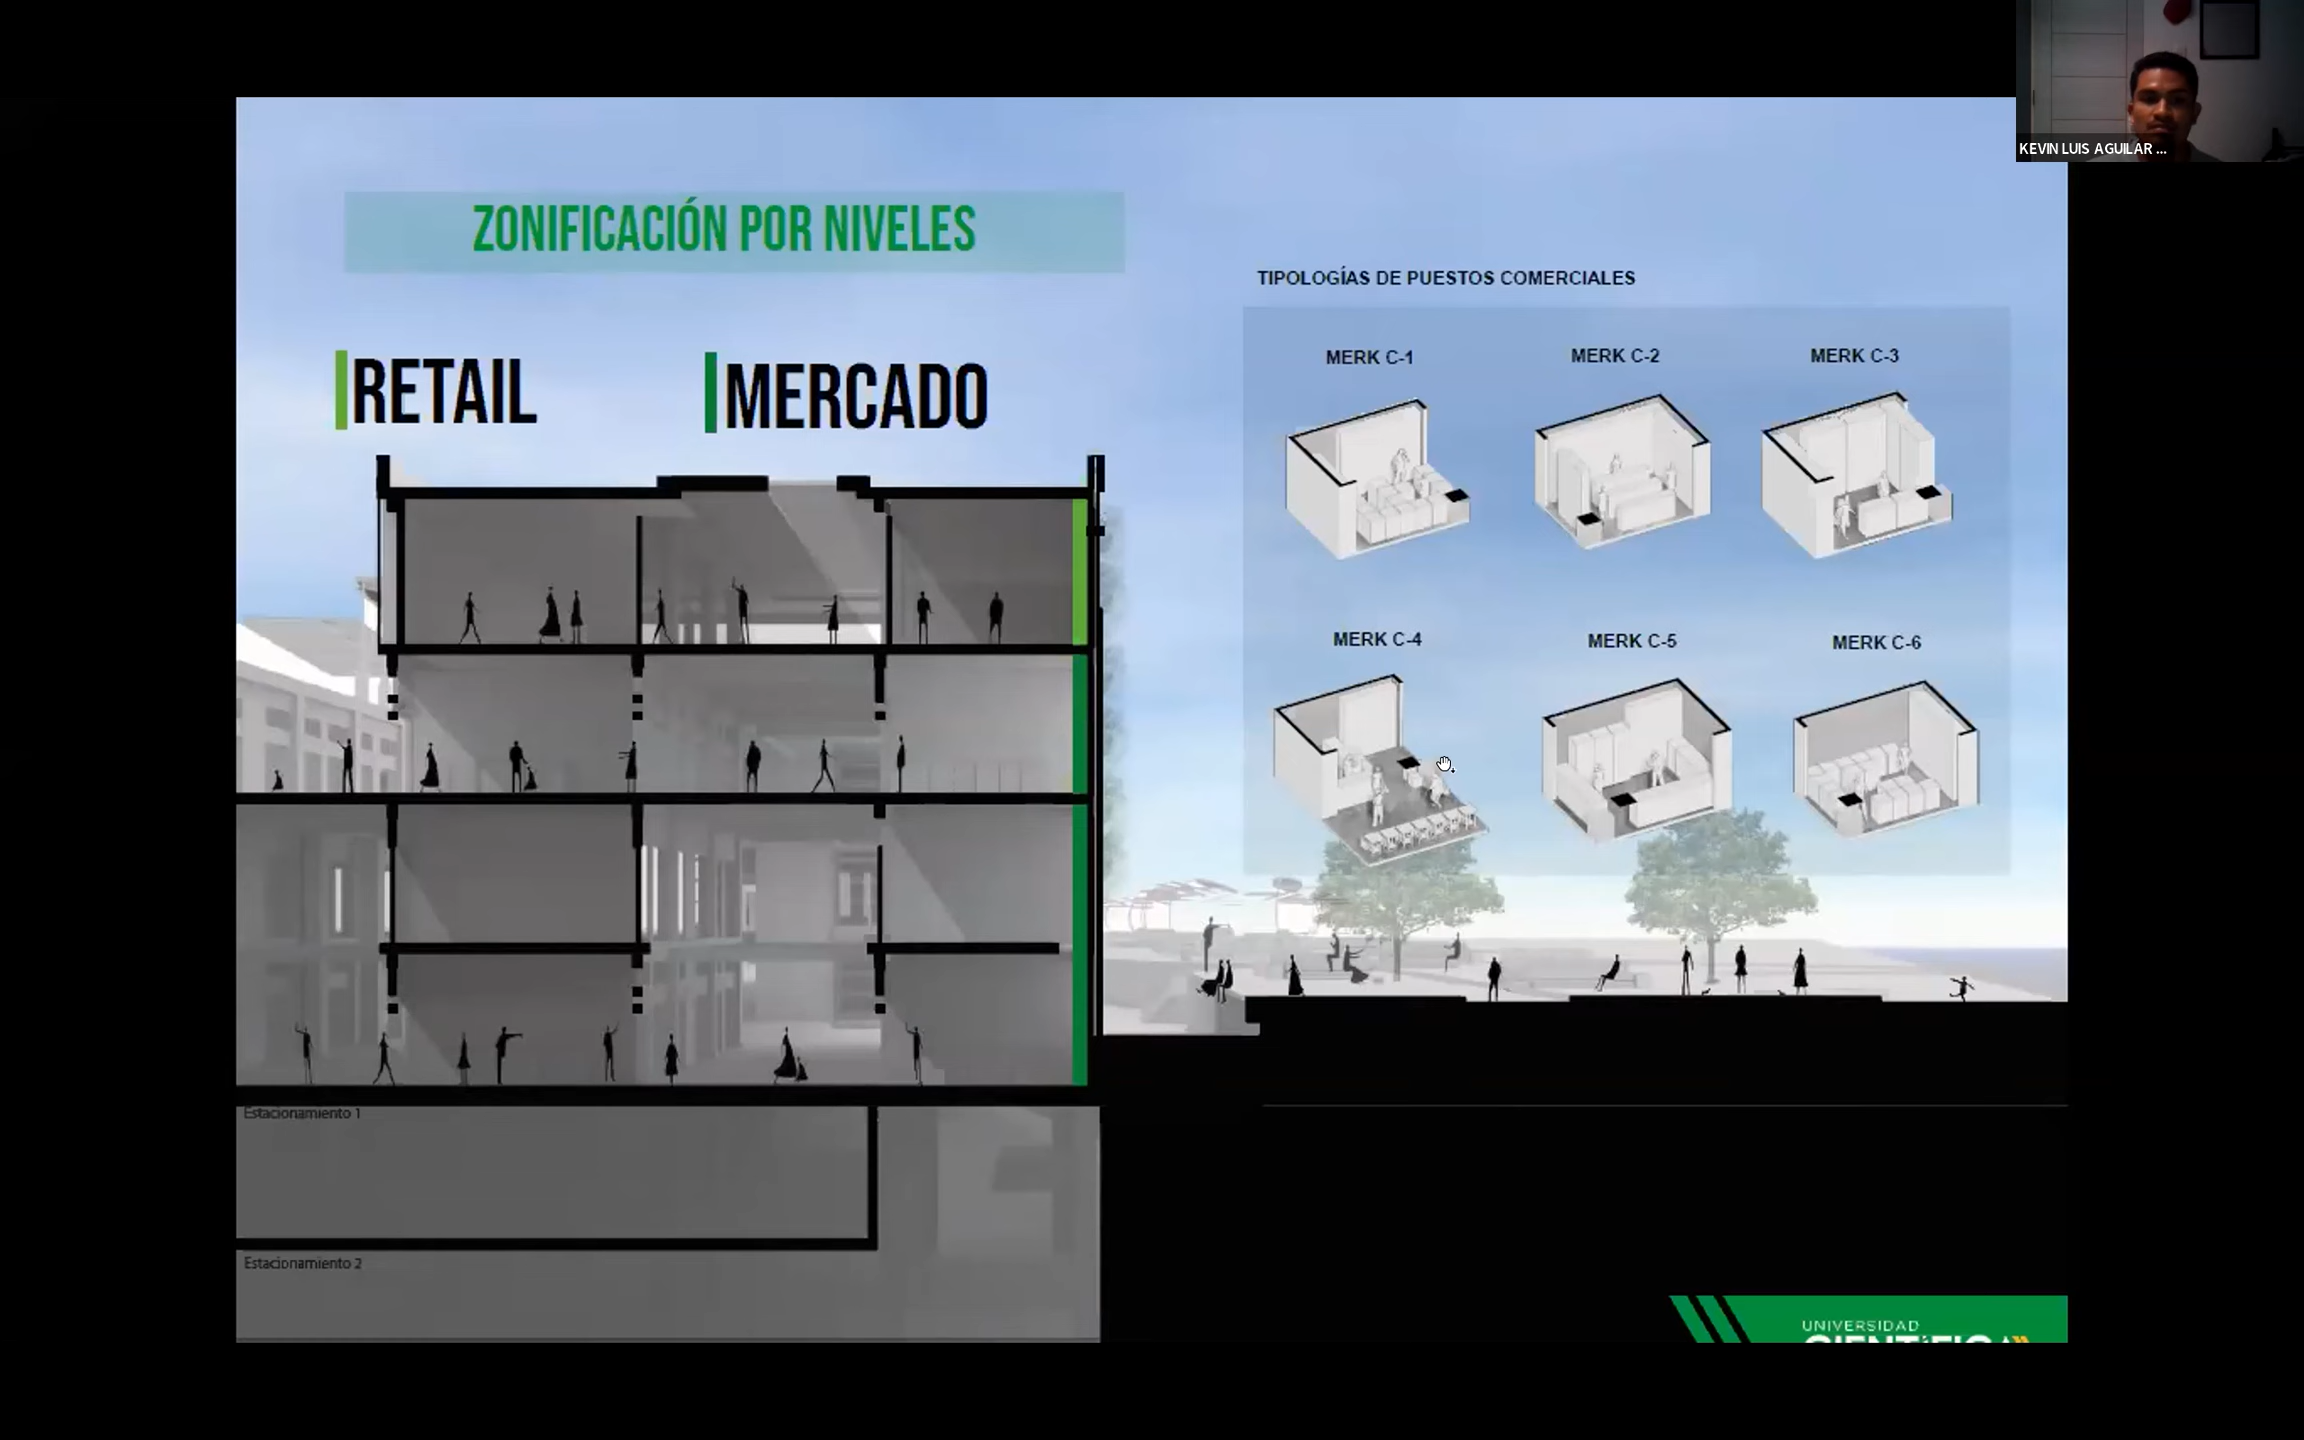 KEVIN LUIS AGUILAR ...
ZONIFICACIÓN POR NIVELES
RETAIL
MERCADO
TIPOLOGÍAS DE PUESTOS COMERCIALES
MERK C-1
MERK C-2
MERK C-3
MERK C-4
MERK C-5
MERK C-6
Estacionamiento 1
Estacionamiento 2
UNIVERSIDAD
CIENTÍFICA